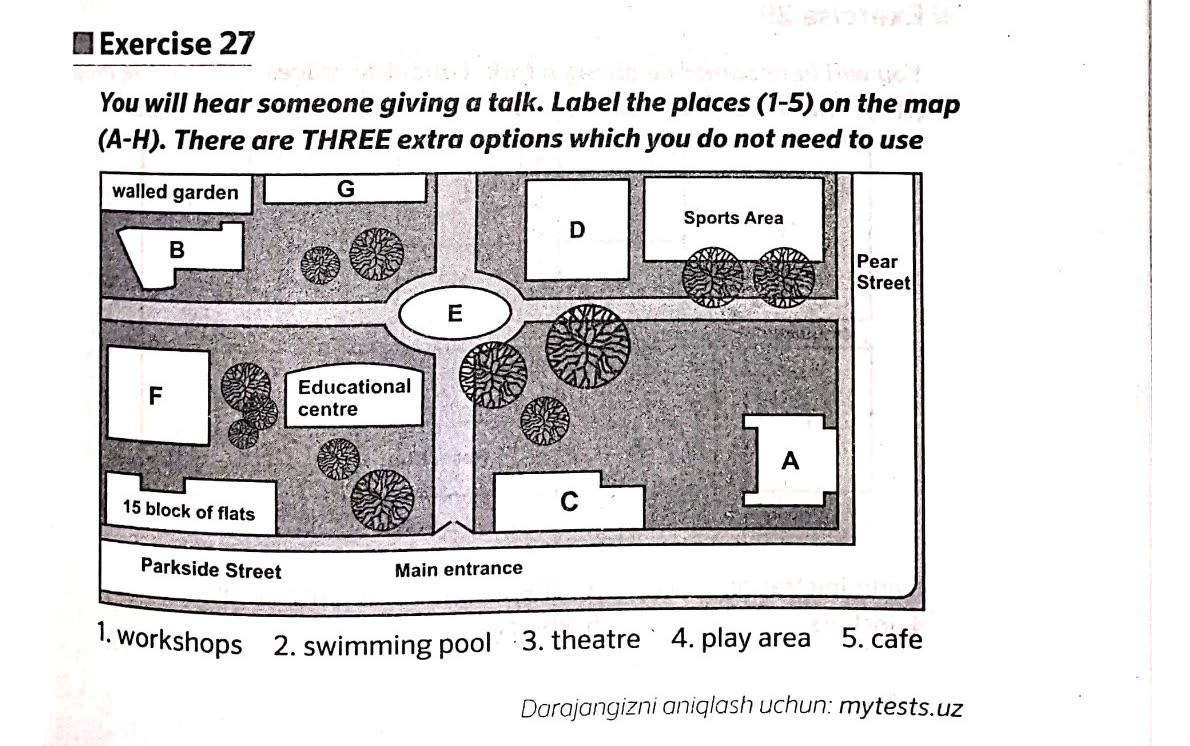 Exercise 27
You will hear someone giving a talk. Label the places (1-5) on the map
(A-H). There are THREE extra options which you do not need to use
walled garden
G
D
Sports Area
B
Pear
Street
E
F
Educational
centre
A
15 block of flats
C
Parkside Street
Main entrance
1. workshops 2. swimming pool 3. theatre 4. play area 5. cafe
Darajangizni aniqlash uchun: mytests.uz